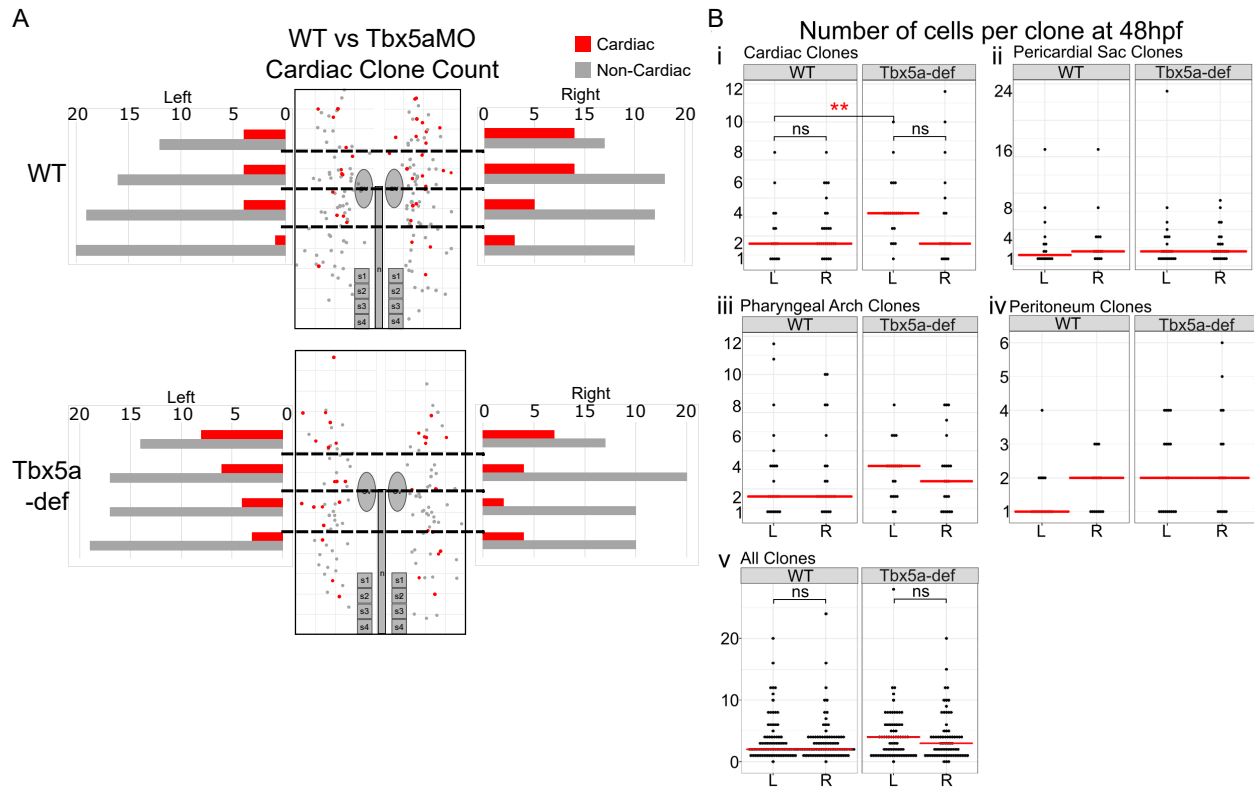 A
WT vs Tbx5aMO
Cardiac Clone Count
Cardiac
Non-Cardiac
Left
20 15 10 5 0
Right
0 5 10 15 20
WT
n
s1 s1
s2 s2
s3 s3
s4 s4
Left
20 15 10 5 0
Right
0 5 10 15 20
Tbx5a
-def
n
s1 s1
s2 s2
s3 s3
s4 s4
B
Number of cells per clone at 48hpf
i Cardiac Clones
WT Tbx5a-def
12
10
8
6
4
2
1
**
ns ns
L R L R
ii Pericardial Sac Clones
WT Tbx5a-def
24
16
8
4
1
L R L R
iii Pharyngeal Arch Clones
WT Tbx5a-def
12
10
8
6
4
2
1
L R L R
iv Peritoneum Clones
WT Tbx5a-def
6
5
4
3
2
1
L R L R
v All Clones
WT Tbx5a-def
ns ns
20
10
0
L R L R